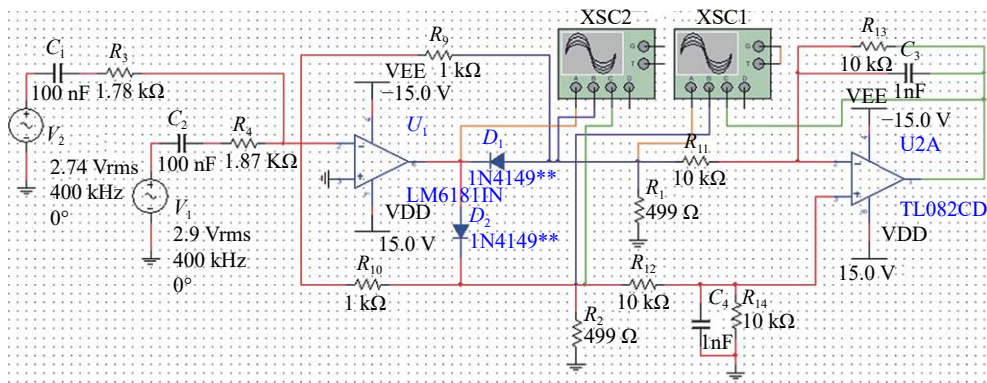 XSC2
XSC1
G
T
A
B
C
D
G
T
A
B
C
D
C1
100 nF
R3
1.78 kΩ
V2
2.74 Vrms
400 kHz
0°
C2
100 nF
R4
1.87 KΩ
V1
2.9 Vrms
400 kHz
0°
R9
1 kΩ
VEE
−15.0 V
U1
LM6181IN
VDD
15.0 V
D1
1N4149**
D2
1N4149**
R10
1 kΩ
R11
10 kΩ
R1
499 Ω
R12
10 kΩ
R2
499 Ω
C4
1nF
R14
10 kΩ
R13
10 kΩ
C3
1nF
VEE
−15.0 V
U2A
TL082CD
VDD
15.0 V